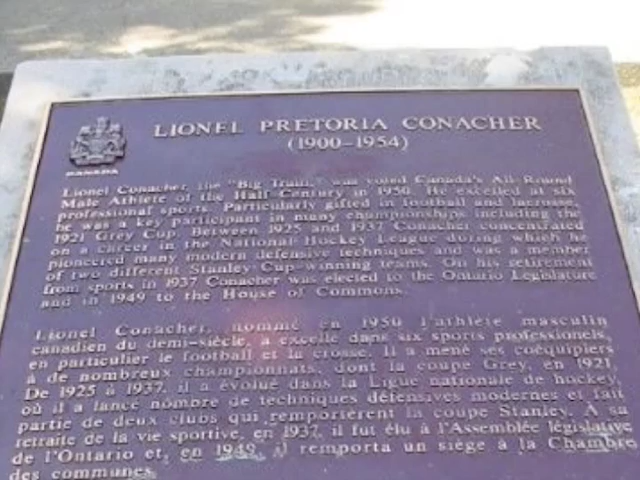 LIONEL PRETORIA CONACHER
(1900-1954)
CANADA
Lionel Conacher, the "Big Train," was voted Canada's All-Round
Male Athlete of the Half Century in 1950. He excelled at six
professional sports. Particularly gifted in football and lacrosse,
he was a key participant in many championships including the
1921 Grey Cup. Between 1925 and 1937 Conacher concentrated
on a career in the National Hockey League during which he
pioneered many modern defensive techniques and was a member
of two different Stanley Cup-winning teams. On his retirement
from sports in 1937 Conacher was elected to the Ontario Legislature
and in 1949 to the House of Commons.
Lionel Conacher, nommé en 1950 l'athlète masculin
canadien du demi-siècle, a excellé dans six sports professionels,
en particulier le football et la crosse. Il a mené ses coéquipiers
à de nombreux championnats, dont la coupe Grey, en 1921.
De 1925 à 1937, il a évolué dans la Ligue nationale de hockey,
où il a lancé nombre de techniques défensives modernes et fait
partie de deux clubs qui remportèrent la coupe Stanley. À sa
retraite de la vie sportive, en 1937, il fut élu à l'Assemblée législative
de l'Ontario et, en 1949, il remporta un siège à la Chambre
des communes.